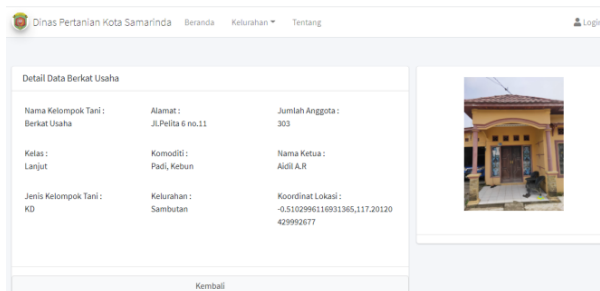 Dinas Pertanian Kota Samarinda Beranda Kelurahan Tentang Login
Detail Data Berkat Usaha
Nama Kelompok Tani :
Berkat Usaha
Alamat :
Jl.Pelita 6 no.11
Jumlah Anggota :
303
Kelas :
Lanjut
Komoditi :
Padi, Kebun
Nama Ketua :
Aidil A.R
Jenis Kelompok Tani :
KD
Kelurahan :
Sambutan
Koordinat Lokasi :
-0.5102996116931365,117.20120
429992677
Kembali